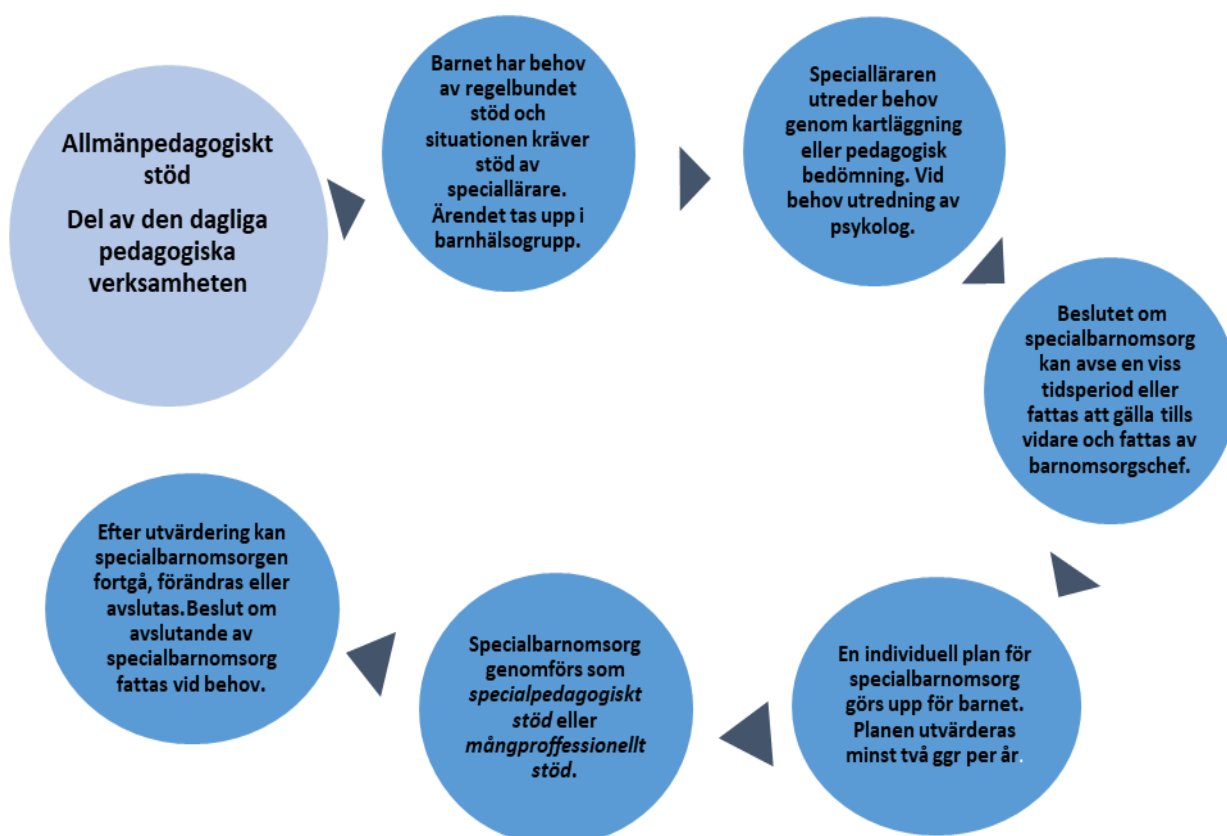 Allmänpedagogiskt
stöd
Del av den dagliga
pedagogiska
verksamheten
Barnet har behov
av regelbundet
stöd och
situationen kräver
stöd av
speciallärare.
Ärendet tas upp i
barnhälsogrupp.
Specialläraren
utreder behov
genom kartläggning
eller pedagogisk
bedömning. Vid
behov utredning av
psykolog.
Beslutet om
specialbarnomsorg
kan avse en viss
tidsperiod eller
fattas att gälla tills
vidare och fattas av
barnomsorgschef.
En individuell plan för
specialbarnomsorg
görs upp för barnet.
Planen utvärderas
minst två ggr per år.
Specialbarnomsorg
genomförs som
specialpedagogiskt
stöd eller
mångproffessionellt
stöd.
Efter utvärdering kan
specialbarnomsorgen
fortgå, förändras eller
avslutas.Beslut om
avslutande av
specialbarnomsorg
fattas vid behov.